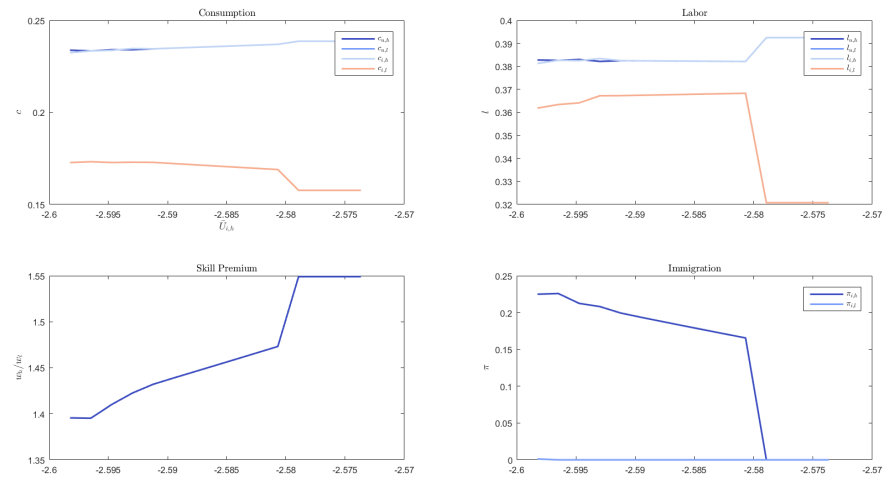 Consumption
0.25
0.2
0.15
c
c_{n,h}
c_{n,l}
c_{i,h}
c_{i,l}
-2.6 -2.595 -2.59 -2.585 -2.58 -2.575 -2.57
Ū_{i,h}
Labor
0.4
0.39
0.38
0.37
0.36
0.35
0.34
0.33
0.32
l
l_{n,h}
l_{n,l}
l_{i,h}
l_{i,l}
-2.6 -2.595 -2.59 -2.585 -2.58 -2.575 -2.57
Skill Premium
1.55
1.5
1.45
1.4
1.35
w_h/w_l
-2.6 -2.595 -2.59 -2.585 -2.58 -2.575 -2.57
Immigration
0.25
0.2
0.15
0.1
0.05
0
π
π_{i,h}
π_{i,l}
-2.6 -2.595 -2.59 -2.585 -2.58 -2.575 -2.57